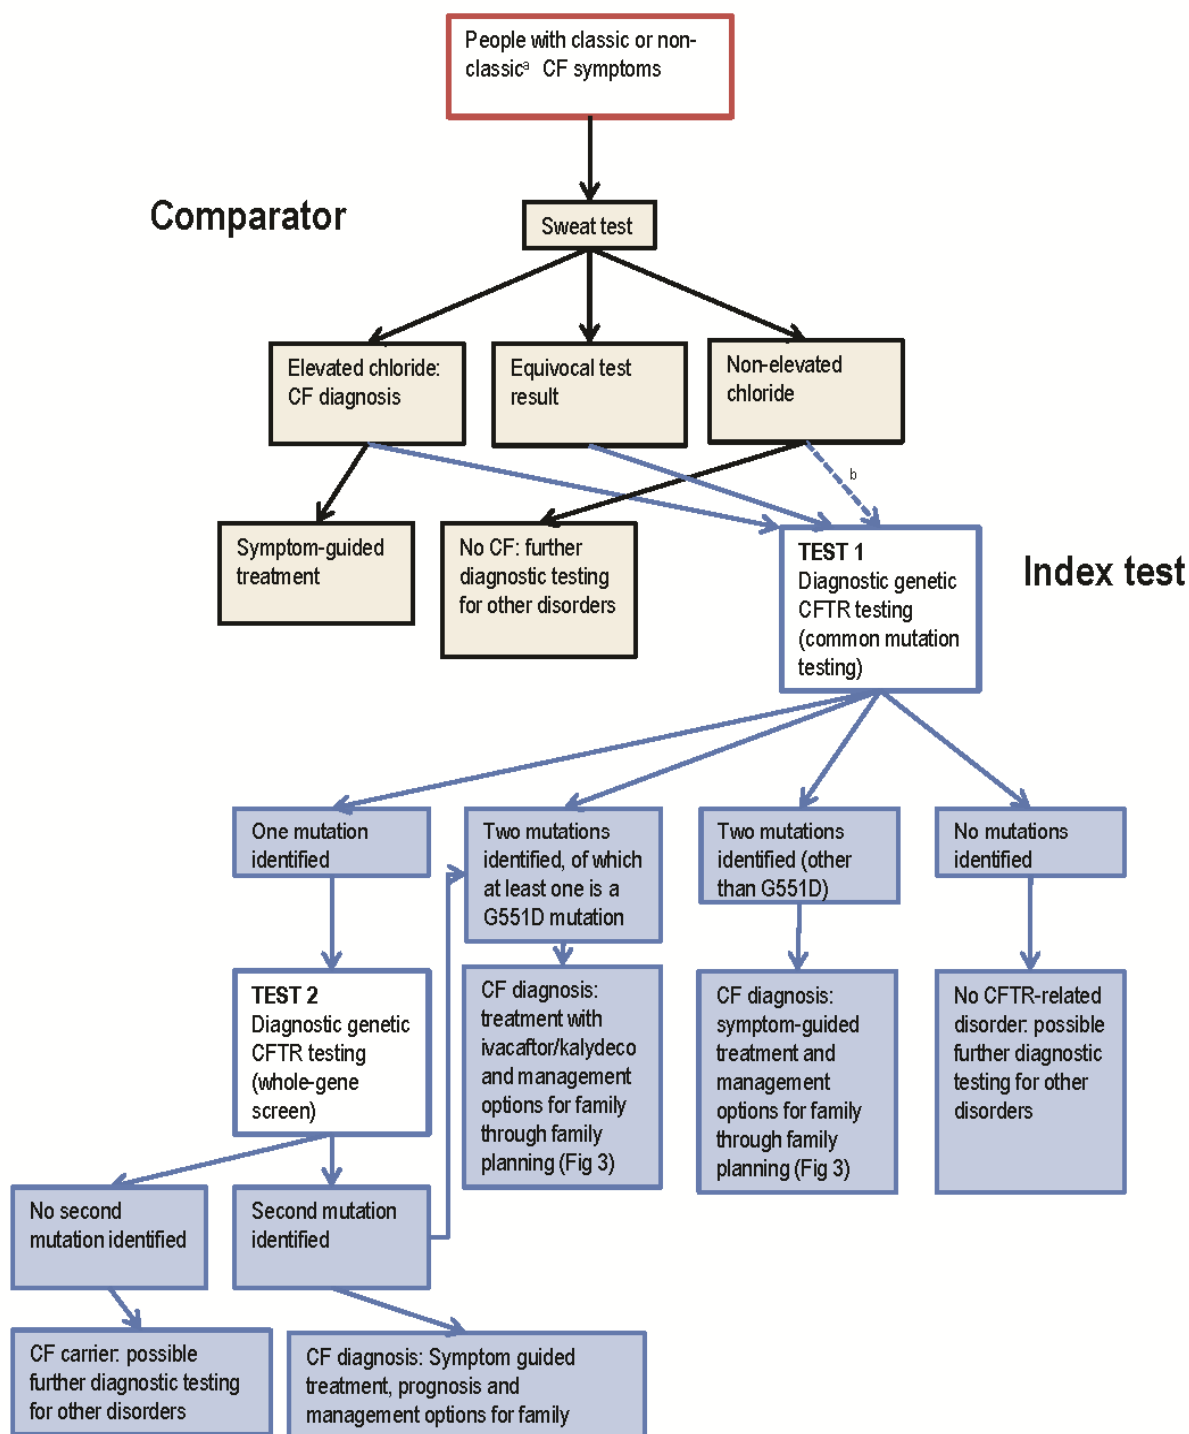 People with classic or non-
classicᵃ CF symptoms
Comparator
Sweat test
Elevated chloride:
CF diagnosis
Equivocal test
result
Non-elevated
chloride
b
Symptom-guided
treatment
No CF: further
diagnostic testing
for other disorders
TEST 1
Diagnostic genetic
CFTR testing
(common mutation
testing)
Index test
One mutation
identified
Two mutations
identified, of which
at least one is a
G551D mutation
Two mutations
identified (other
than G551D)
No mutations
identified
TEST 2
Diagnostic genetic
CFTR testing
(whole-gene
screen)
CF diagnosis:
treatment with
ivacaftor/kalydeco
and management
options for family
through family
planning (Fig 3)
CF diagnosis:
symptom-guided
treatment and
management
options for family
through family
planning (Fig 3)
No CFTR-related
disorder: possible
further diagnostic
testing for other
disorders
No second
mutation identified
Second mutation
identified
CF carrier: possible
further diagnostic testing
for other disorders
CF diagnosis: Symptom guided
treatment, prognosis and
management options for family